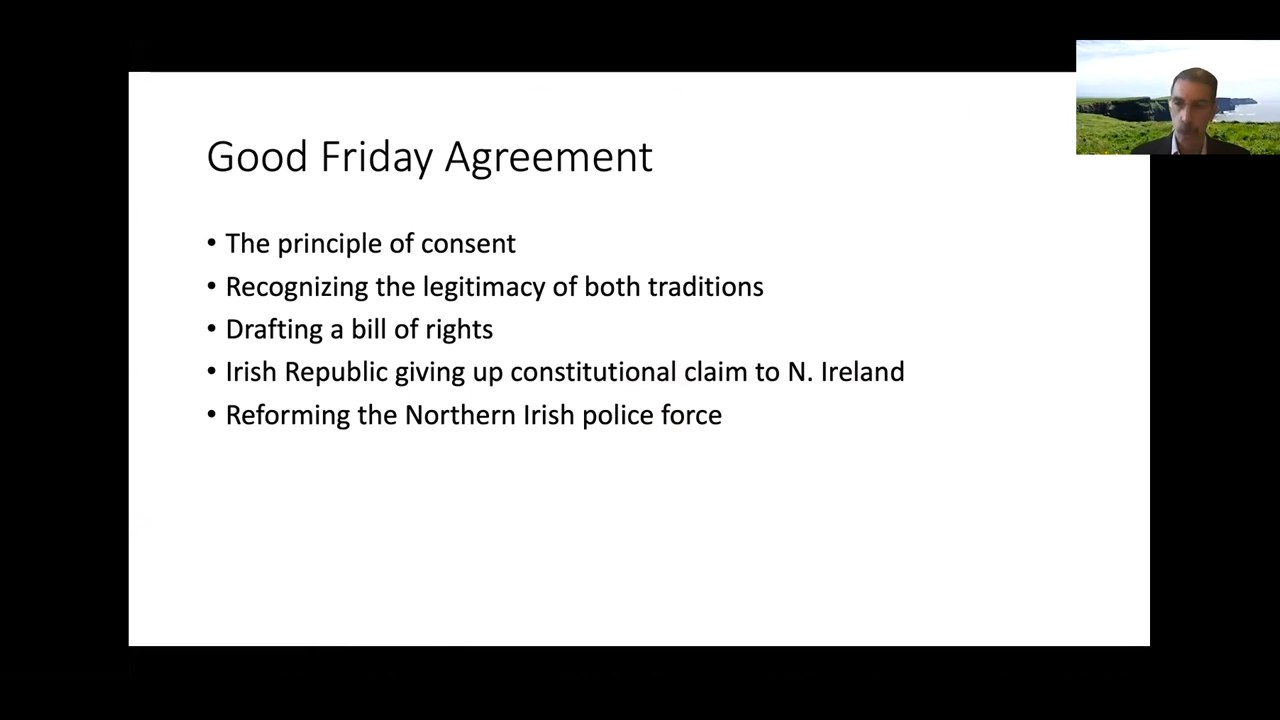 Good Friday Agreement
• The principle of consent
• Recognizing the legitimacy of both traditions
• Drafting a bill of rights
• Irish Republic giving up constitutional claim to N. Ireland
• Reforming the Northern Irish police force